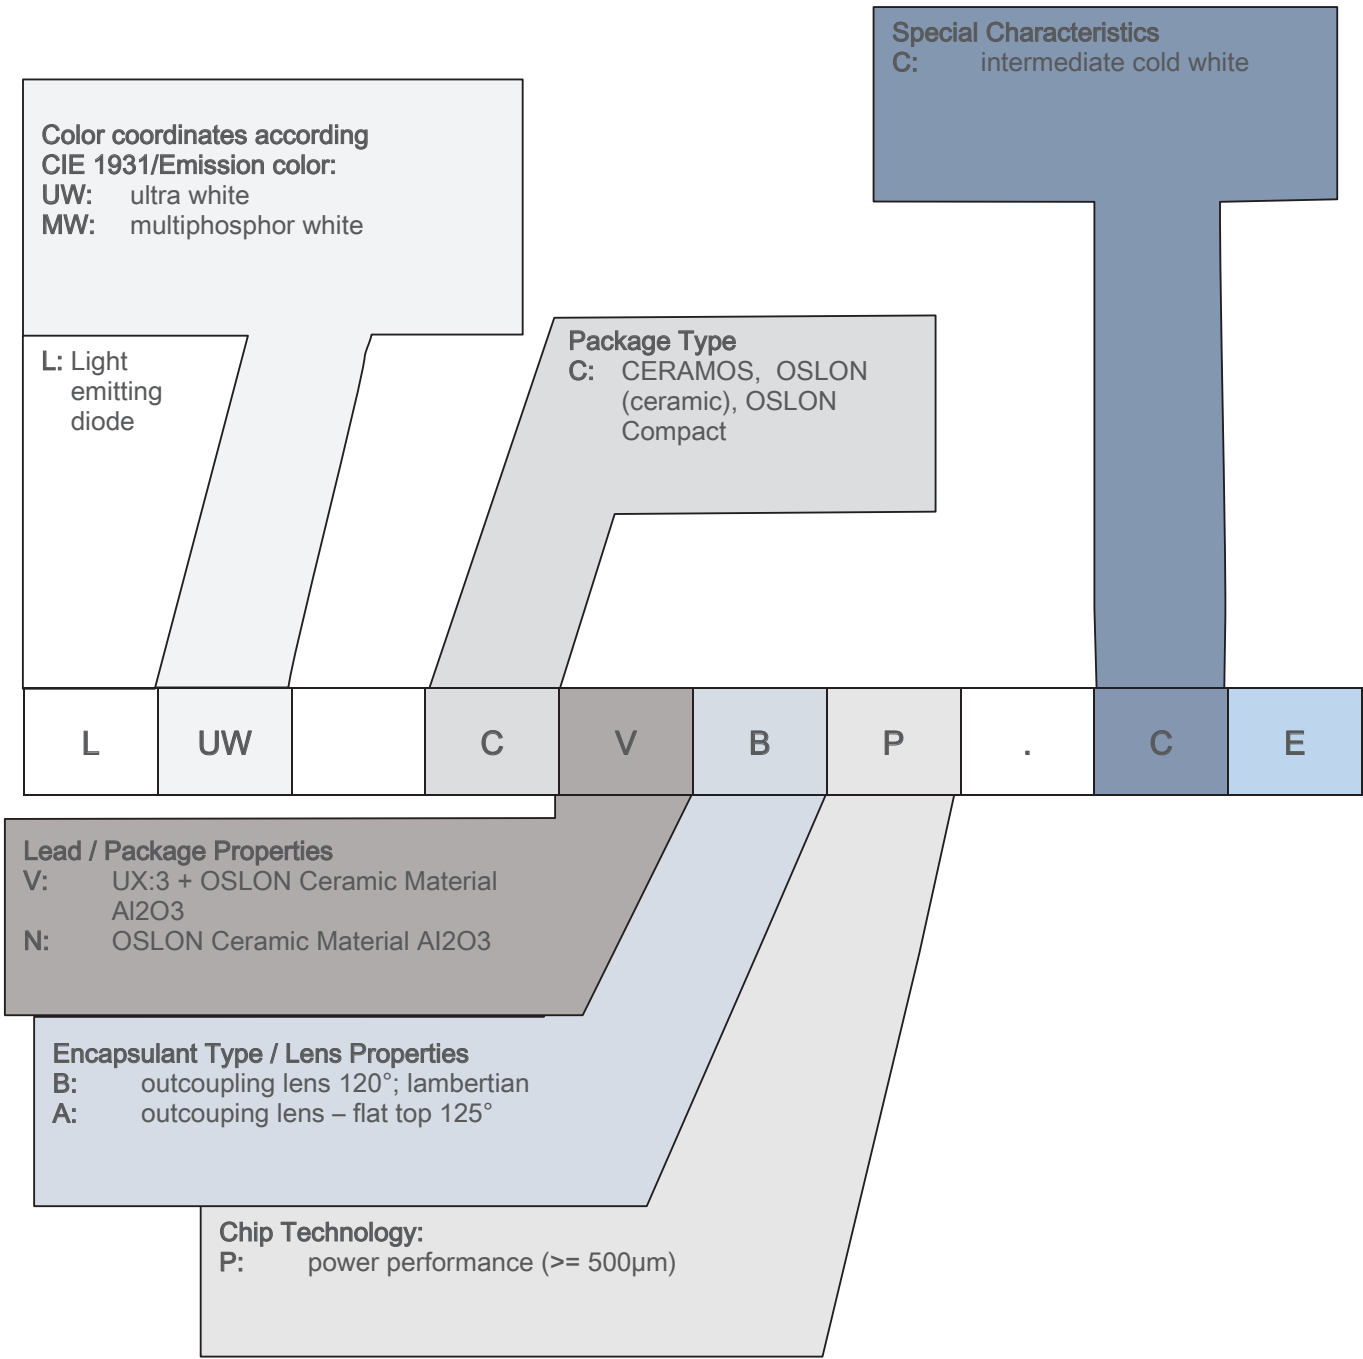 Special Characteristics
C: intermediate cold white
Color coordinates according
CIE 1931/Emission color:
UW: ultra white
MW: multiphosphor white
L: Light
emitting
diode
Package Type
C: CERAMOS, OSLON
(ceramic), OSLON
Compact
L UW C V B P . C E
Lead / Package Properties
V: UX:3 + OSLON Ceramic Material
Al2O3
N: OSLON Ceramic Material Al2O3
Encapsulant Type / Lens Properties
B: outcoupling lens 120°; lambertian
A: outcouping lens – flat top 125°
Chip Technology:
P: power performance (>= 500µm)